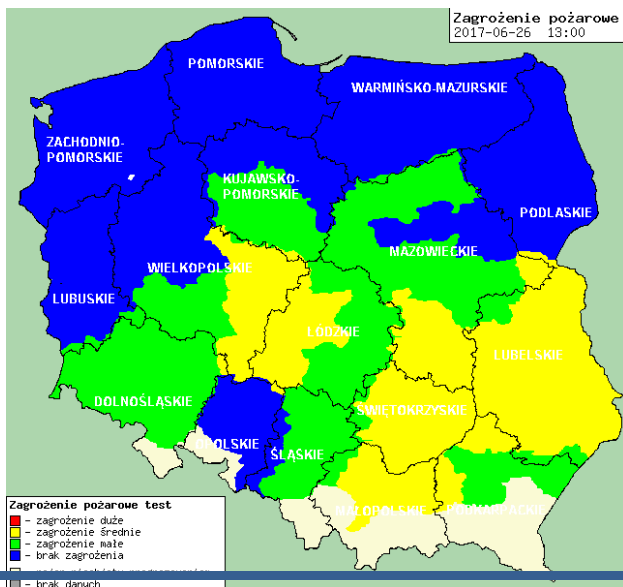 Zagrożenie pożarowe
2017-06-26 13:00
POMORSKIE
WARMIŃSKO-MAZURSKIE
ZACHODNIO-
POMORSKIE
KUJAWSKO-
POMORSKIE
PODLASKIE
MAZOWIECKIE
WIELKOPOLSKIE
LUBUSKIE
ŁÓDZKIE
LUBELSKIE
DOLNOŚLĄSKIE
ŚWIĘTOKRZYSKIE
OPOLSKIE
ŚLĄSKIE
MAŁOPOLSKIE
PODKARPACKIE
Zagrożenie pożarowe test
- zagrożenie duże
- zagrożenie średnie
- zagrożenie małe
- brak zagrożenia
- brak danych